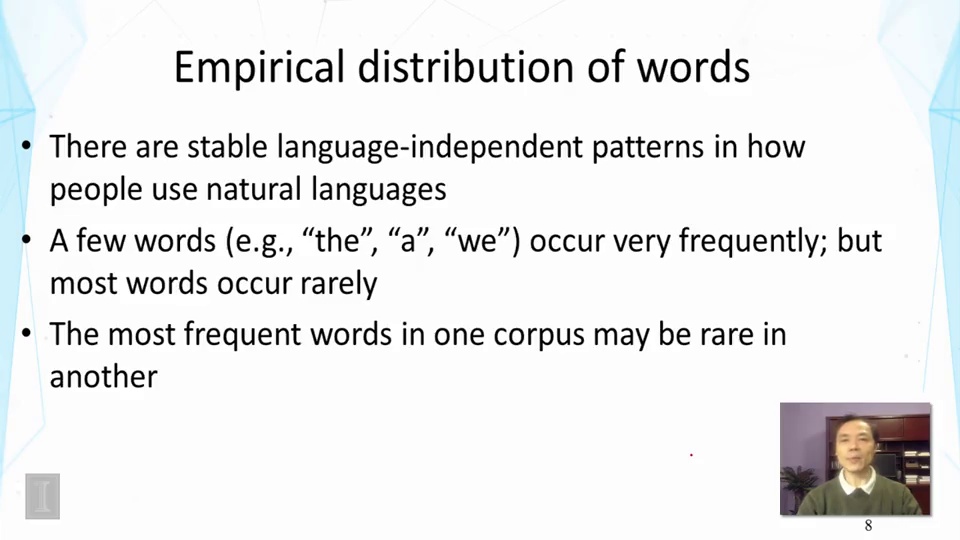 Empirical distribution of words
• There are stable language-independent patterns in how
people use natural languages
• A few words (e.g., “the”, “a”, “we”) occur very frequently; but
most words occur rarely
• The most frequent words in one corpus may be rare in
another
I
8